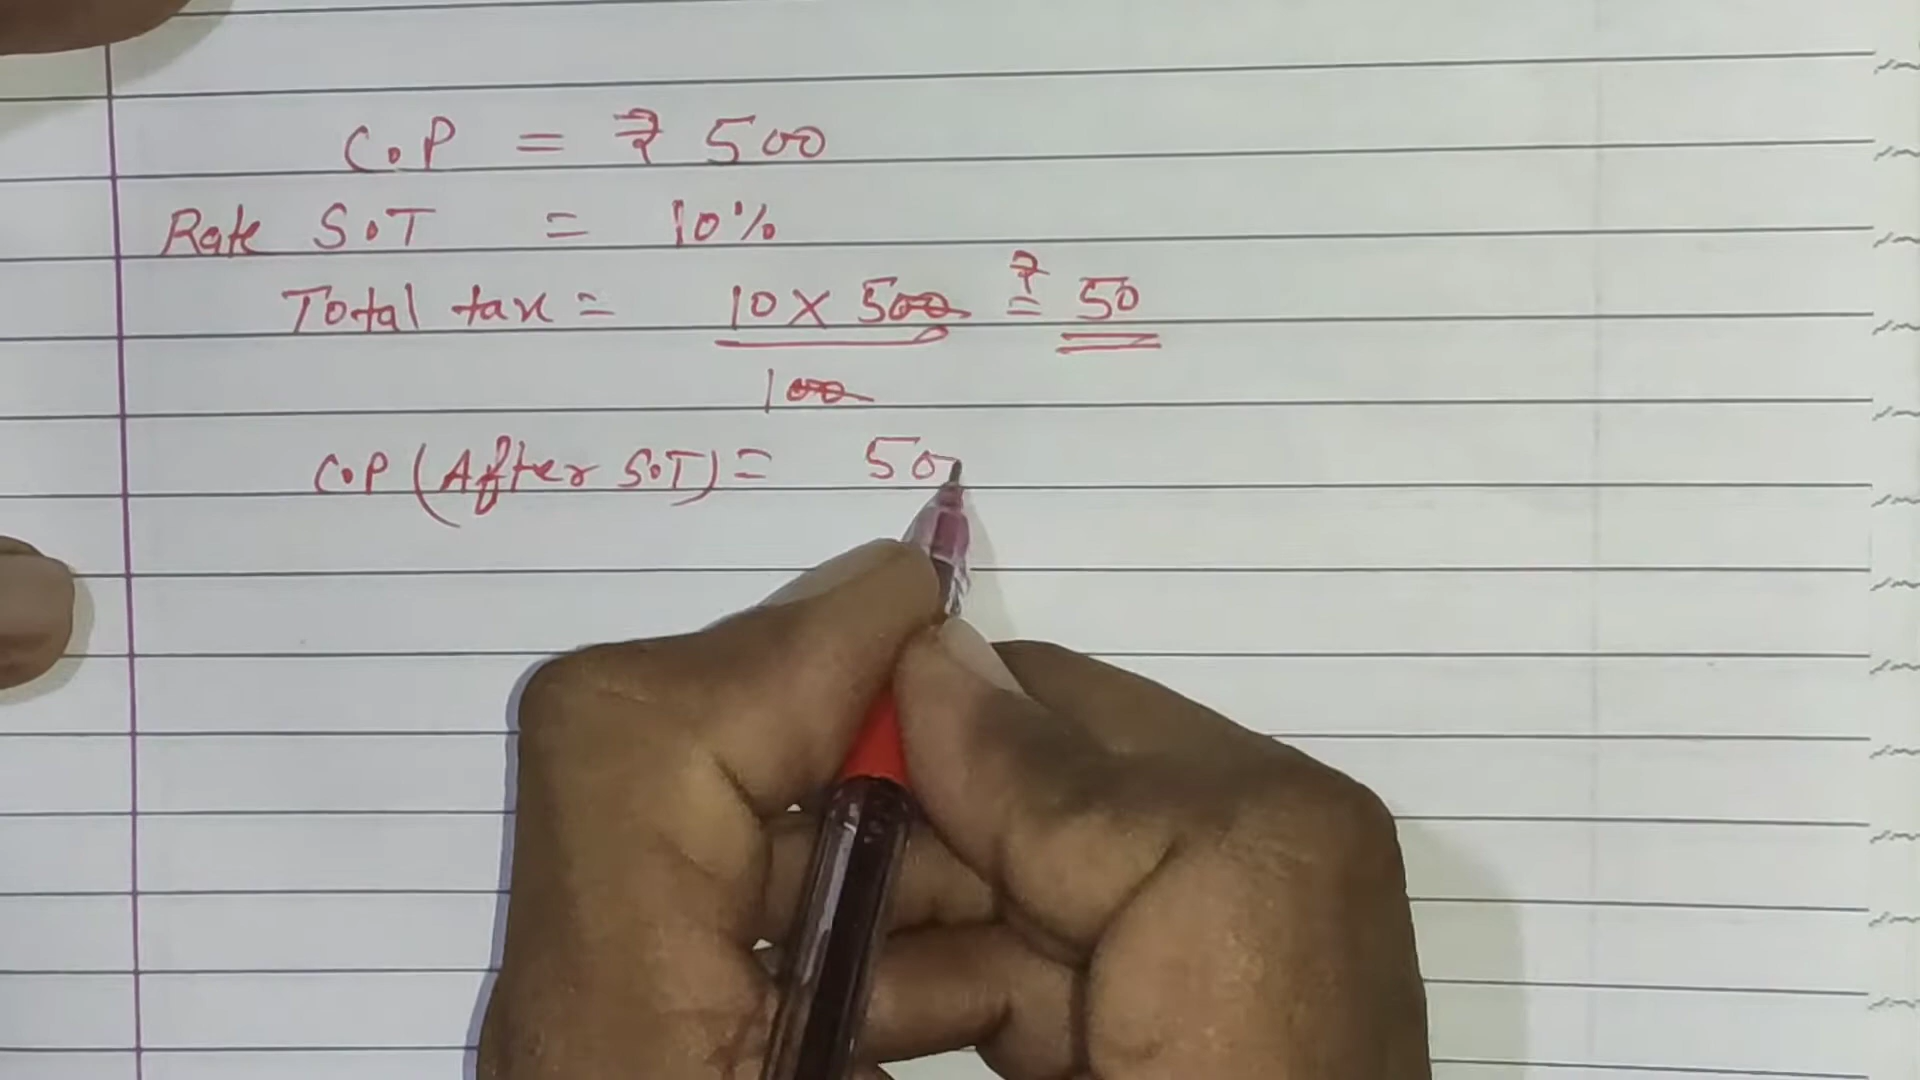 C.P = ₹ 500
Rate S.T = 10%
Total tax = 10 x 500 = ₹ 50
100
C.P (After S.T) = 50